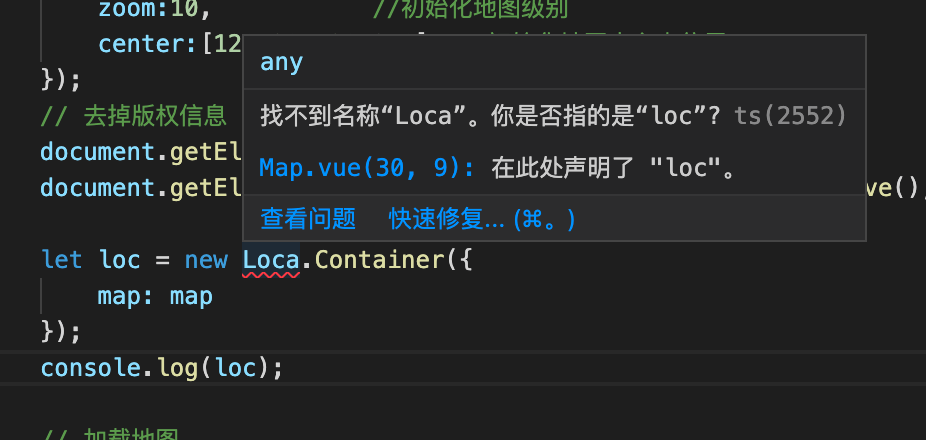 zoom:10, //初始化地图级别
center:[12
any
});
找不到名称“Loca”。你是否指的是“loc”? ts(2552)
// 去掉版权信息
document.getEl
Map.vue(30, 9): 在此处声明了 "loc"。
document.getEl ve()
查看问题 快速修复... (⌘。)
let loc = new Loca.Container({
map: map
});
console.log(loc);
// 加载地图